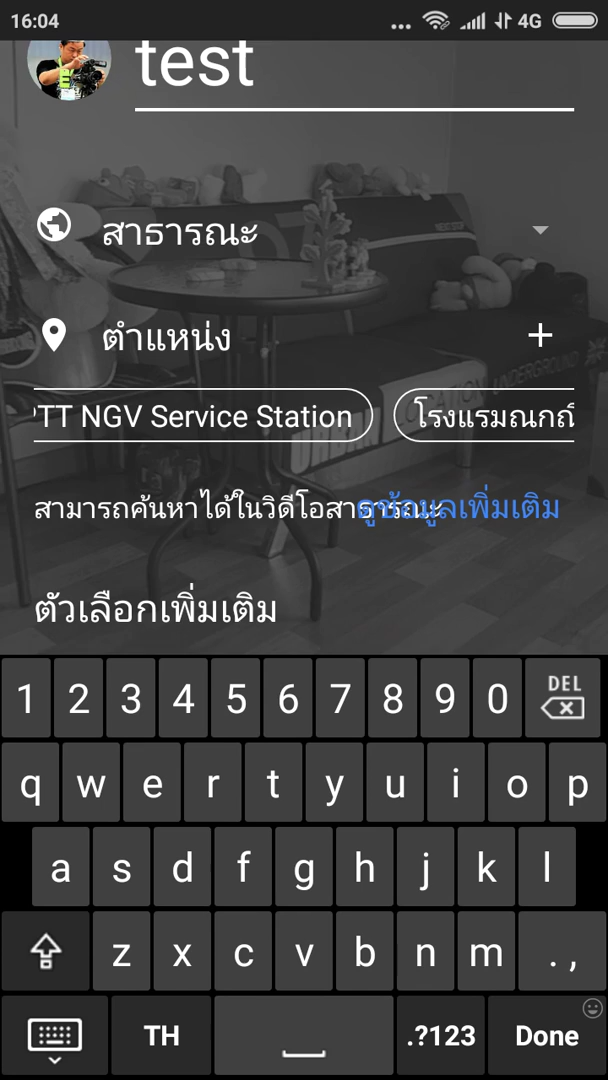 16:04 ... 4G
test
สาธารณะ
ตำแหน่ง
PTT NGV Service Station โรงแรมณกณ์
สามารถค้นหาได้ในวิดีโอสาธารณะ ดูข้อมูลเพิ่มเติม
ตัวเลือกเพิ่มเติม
1 2 3 4 5 6 7 8 9 0 DEL
q w e r t y u i o p
a s d f g h j k l
z x c v b n m . ,
TH .?123 Done